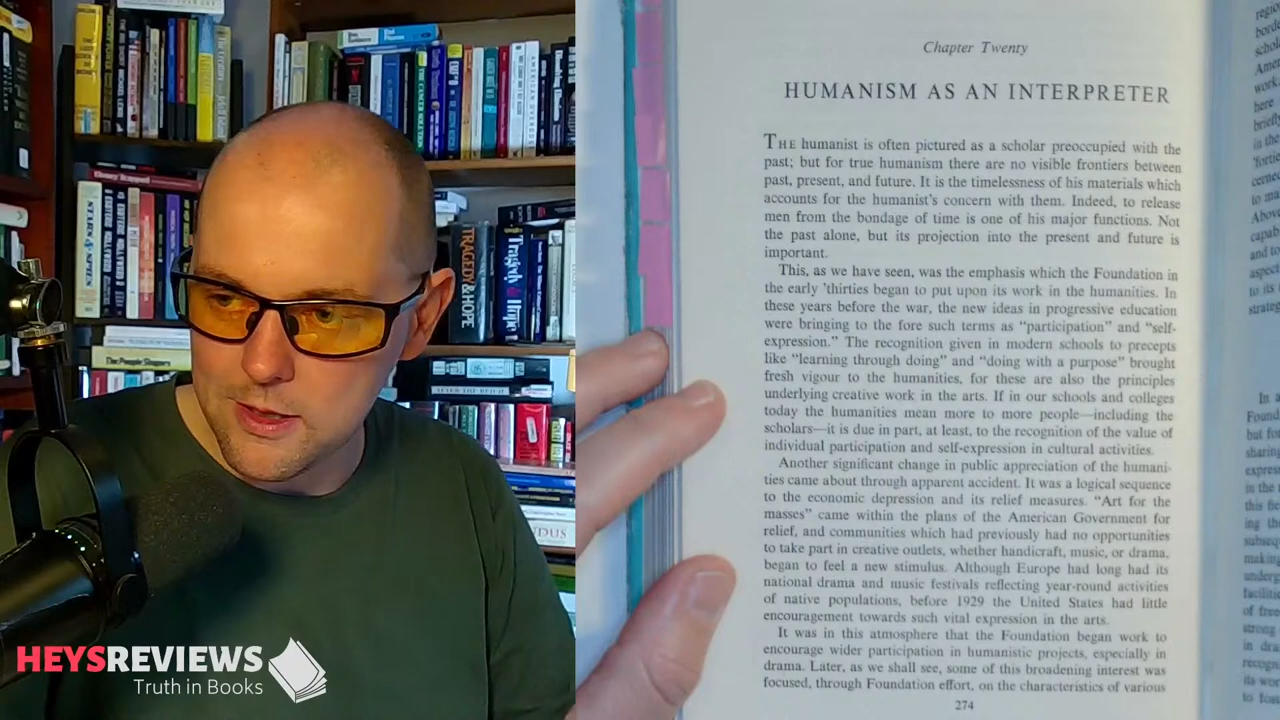 HEYSREVIEWS
Truth in Books
TRAGEDY & HOPE
Tragedy & Hope
STARS & SPIES
The People Shapers
Chapter Twenty
HUMANISM AS AN INTERPRETER
THE humanist is often pictured as a scholar preoccupied with the
past; but for true humanism there are no visible frontiers between
past, present, and future. It is the timelessness of his materials which
accounts for the humanist's concern with them. Indeed, to release
men from the bondage of time is one of his major functions. Not
the past alone, but its projection into the present and future is
important.
This, as we have seen, was the emphasis which the Foundation in
the early 'thirties began to put upon its work in the humanities. In
these years before the war, the new ideas in progressive education
were bringing to the fore such terms as “participation” and “self-
expression.” The recognition given in modern schools to precepts
like “learning through doing” and “doing with a purpose” brought
fresh vigour to the humanities, for these are also the principles
underlying creative work in the arts. If in our schools and colleges
today the humanities mean more to more people—including the
scholars—it is due in part, at least, to the recognition of the value of
individual participation and self-expression in cultural activities.
Another significant change in public appreciation of the humani-
ties came about through apparent accident. It was a logical sequence
to the economic depression and its relief measures. “Art for the
masses” came within the plans of the American Government for
relief, and communities which had previously had no opportunities
to take part in creative outlets, whether handicraft, music, or drama,
began to feel a new stimulus. Although Europe had long had its
national drama and music festivals reflecting year-round activities
of native populations, before 1929 the United States had little
encouragement towards such vital expression in the arts.
It was in this atmosphere that the Foundation began work to
encourage wider participation in humanistic projects, especially in
drama. Later, as we shall see, some of this broadening interest was
focused, through Foundation effort, on the characteristics of various
274